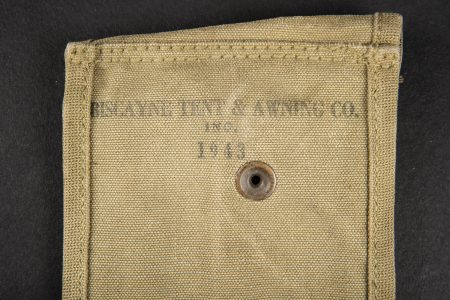 BISCAYNE TENT & AWNING CO.
INC.
1943